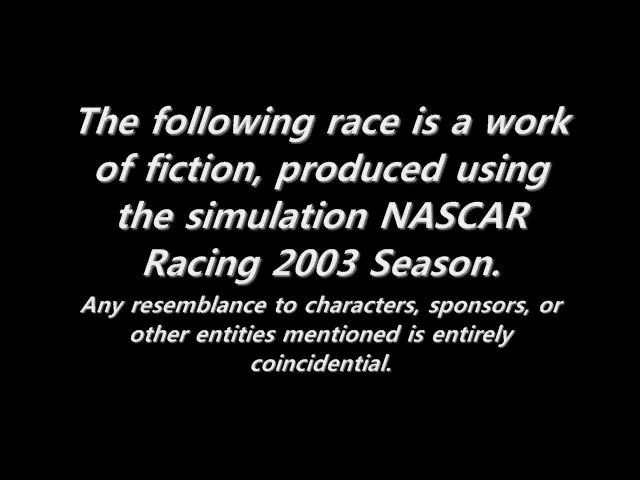 The following race is a work
of fiction, produced using
the simulation NASCAR
Racing 2003 Season.
Any resemblance to characters, sponsors, or
other entities mentioned is entirely
coincidential.